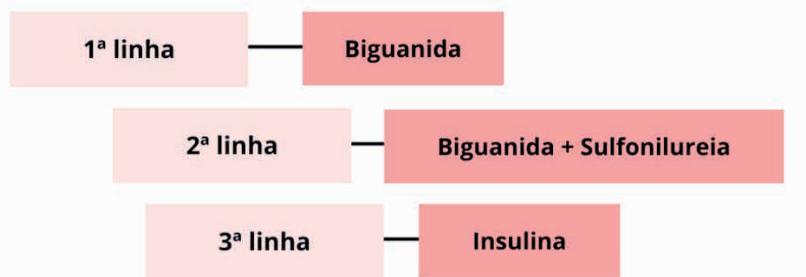 1ª linha
Biguanida
2ª linha
Biguanida + Sulfonilureia
3ª linha
Insulina